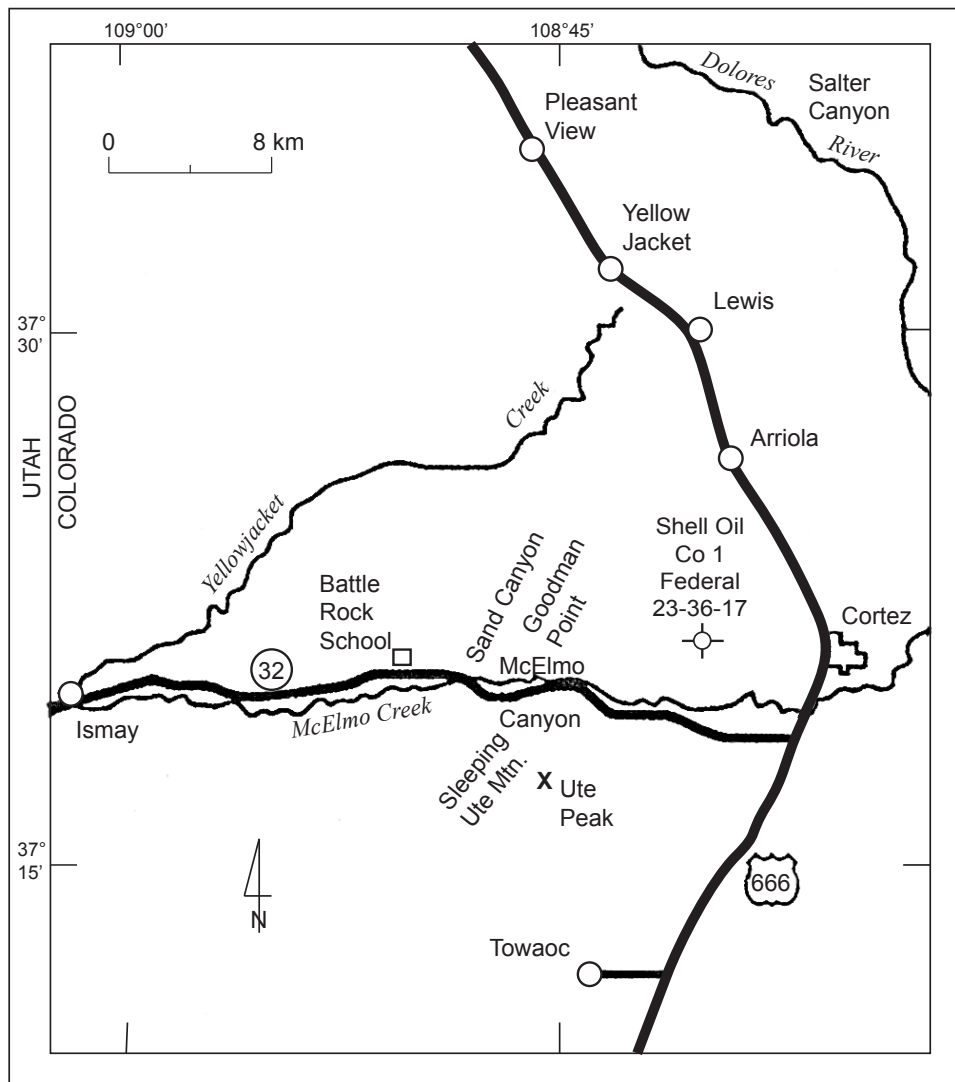 109°00’
108°45’
Dolores
River
Salter
Canyon
Pleasant
View
0
8 km
Yellow
Jacket
Lewis
37°
30’
UTAH
COLORADO
Creek
Yellowjacket
Arriola
Shell Oil
Co 1
Federal
23-36-17
Cortez
Battle
Rock
School
Sand Canyon
Goodman
Point
McElmo
Canyon
32
Ismay
McElmo Creek
Sleeping
Ute Mtn.
X
Ute
Peak
37°
15’
N
666
Towaoc